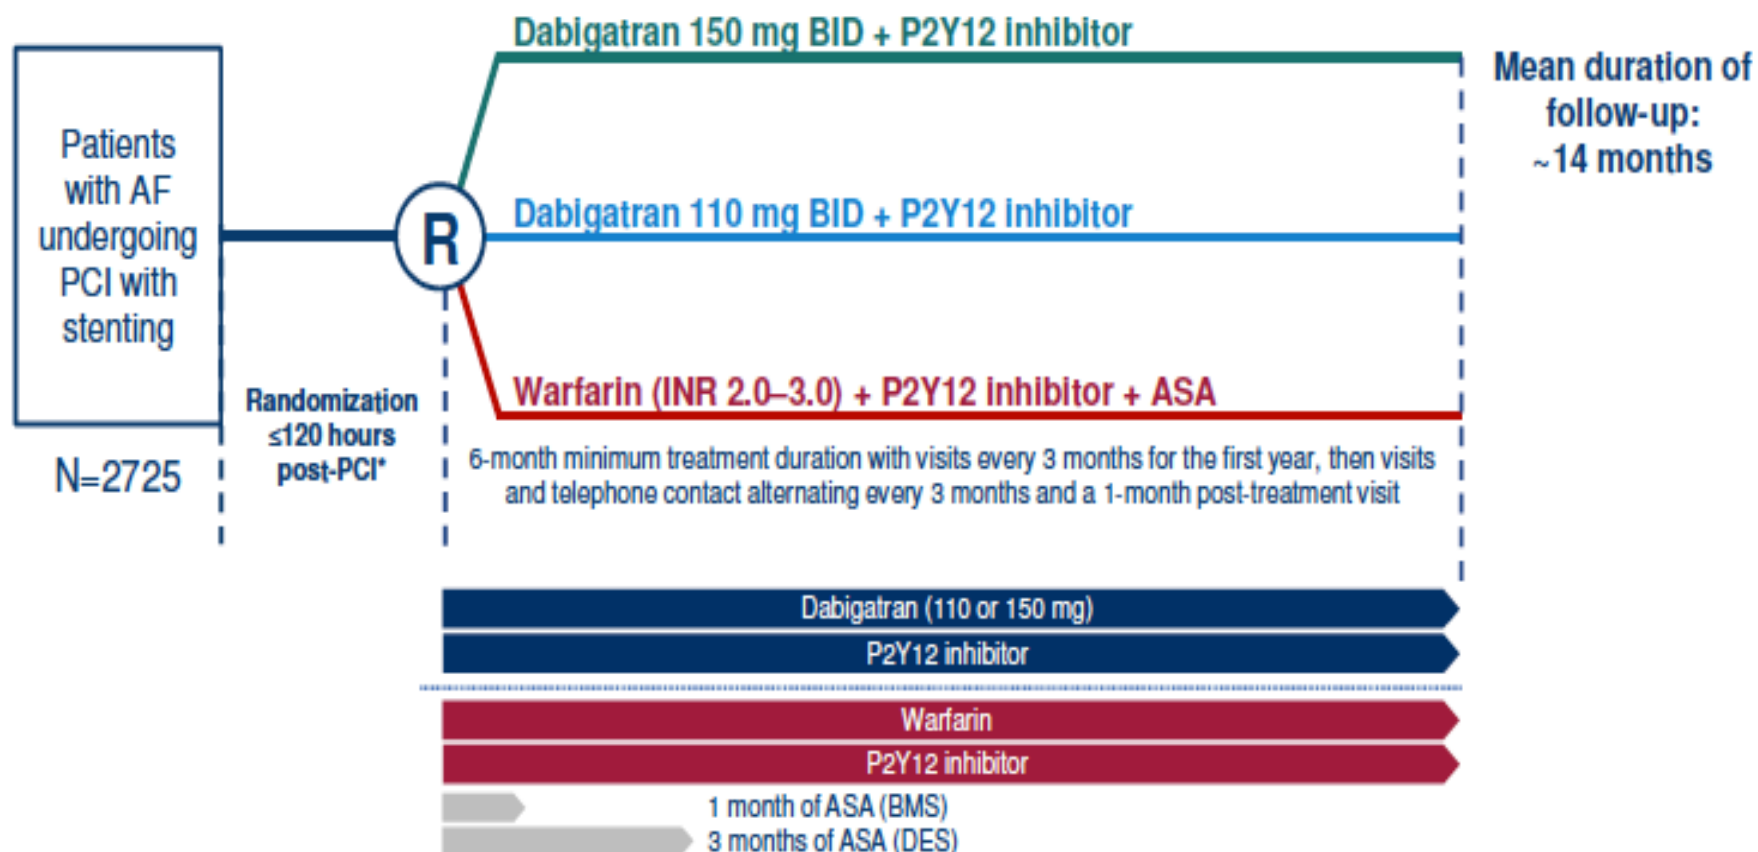 Dabigatran 150 mg BID + P2Y12 inhibitor
Mean duration of
follow-up:
~14 months
Patients
with AF
undergoing
PCI with
stenting
N=2725
Randomization
≤120 hours
post-PCI*
R
Dabigatran 110 mg BID + P2Y12 inhibitor
Warfarin (INR 2.0–3.0) + P2Y12 inhibitor + ASA
6-month minimum treatment duration with visits every 3 months for the first year, then visits
and telephone contact alternating every 3 months and a 1-month post-treatment visit
Dabigatran (110 or 150 mg)
P2Y12 inhibitor
Warfarin
P2Y12 inhibitor
1 month of ASA (BMS)
3 months of ASA (DES)